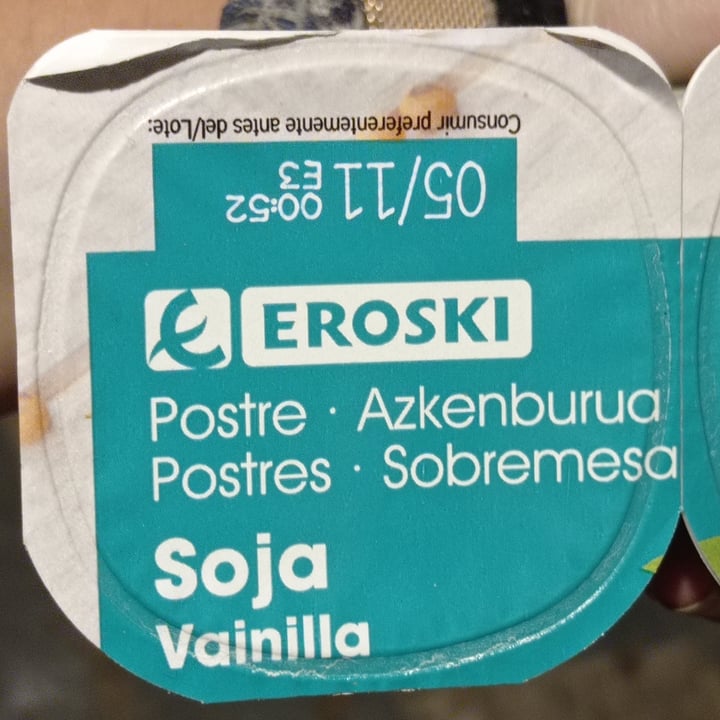 Consumir preferentemente antes del/Lote:
05/11 00:52
E3
EROSKI
Postre · Azkenburua
Postres · Sobremesa
Soja
Vainilla